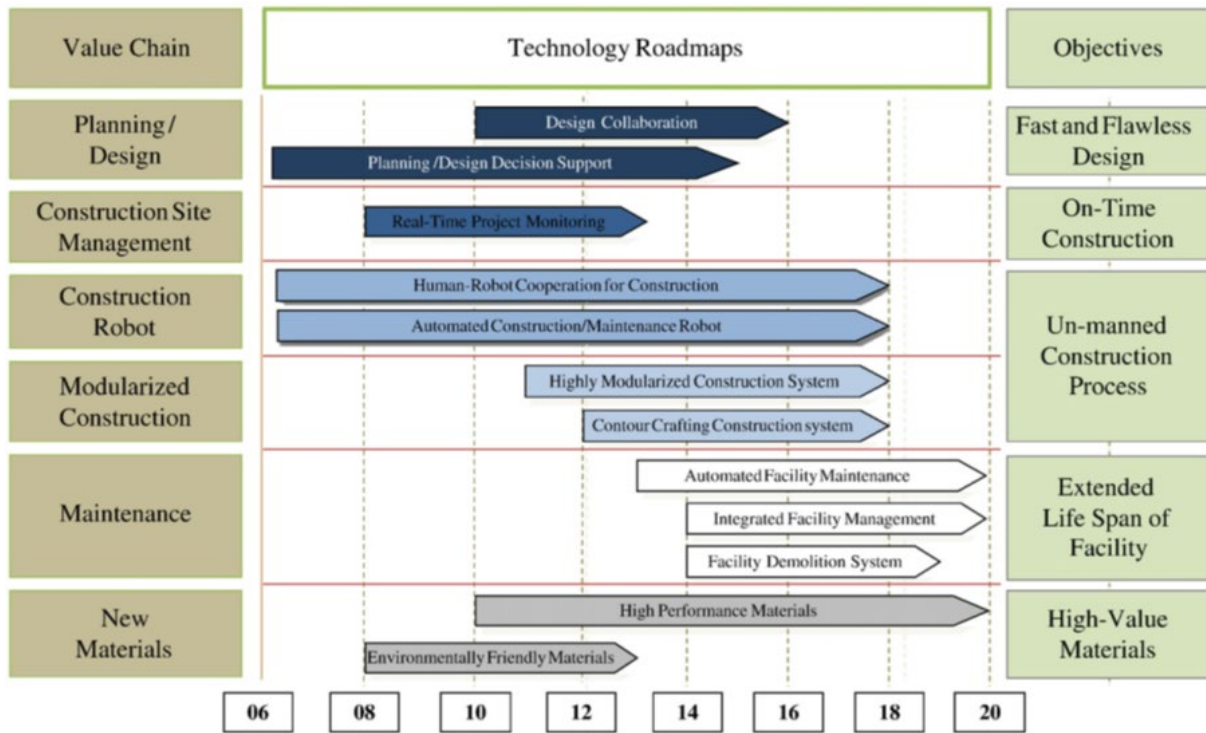 Value Chain
Technology Roadmaps
Objectives
Planning /
Design
Design Collaboration
Planning /Design Decision Support
Fast and Flawless
Design
Construction Site
Management
Real-Time Project Monitoring
On-Time
Construction
Construction
Robot
Human-Robot Cooperation for Construction
Automated Construction/Maintenance Robot
Un-manned
Construction
Process
Modularized
Construction
Highly Modularized Construction System
Contour Crafting Construction system
Maintenance
Automated Facility Maintenance
Integrated Facility Management
Facility Demolition System
Extended
Life Span of
Facility
New
Materials
High Performance Materials
Environmentally Friendly Materials
High-Value
Materials
06 08 10 12 14 16 18 20